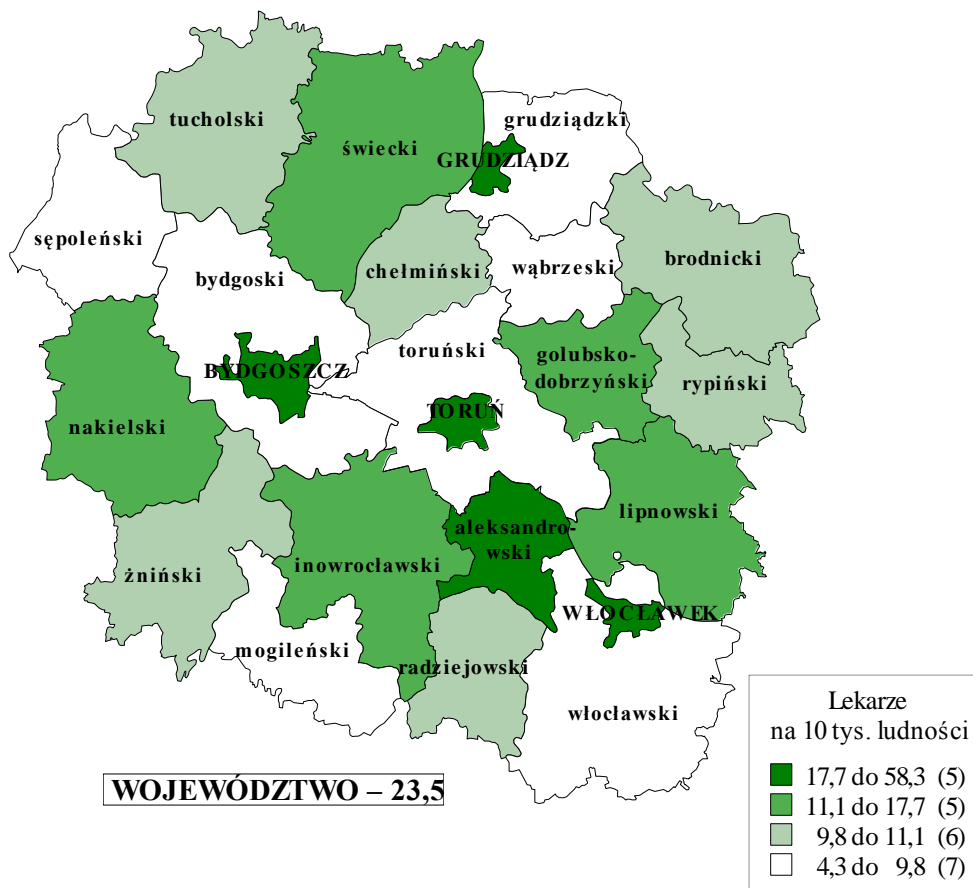 tucholski
grudziądzki
świecki
GRUDZIĄDZ
sępoleński
bydgoski
chełmiński
wąbrzeski
brodnicki
toruński
golubsko-
dobrzyński
BYDGOSZCZ
rypiński
TORUŃ
nakielski
lipnowski
aleksandro-
wski
inowrocławski
żniński
WŁOCŁAWEK
mogileński
radziejowski
włocławski
WOJEWÓDZTWO – 23,5
Lekarze
na 10 tys. ludności
17,7 do 58,3 (5)
11,1 do 17,7 (5)
9,8 do 11,1 (6)
4,3 do 9,8 (7)